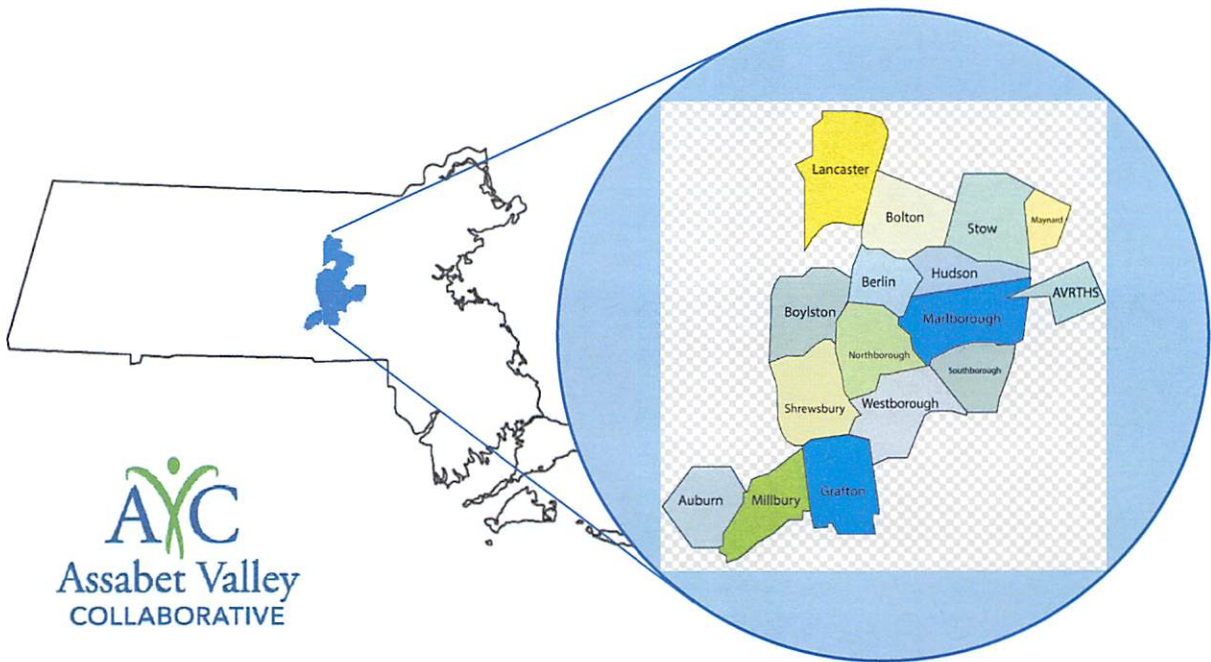 Lancaster
Bolton
Stow
Maynard
Berlin
Hudson
AVRTHS
Boylston
Marlborough
Northborough
Southborough
Shrewsbury
Westborough
Auburn
Millbury
Grafton
AVC
Assabet Valley
COLLABORATIVE